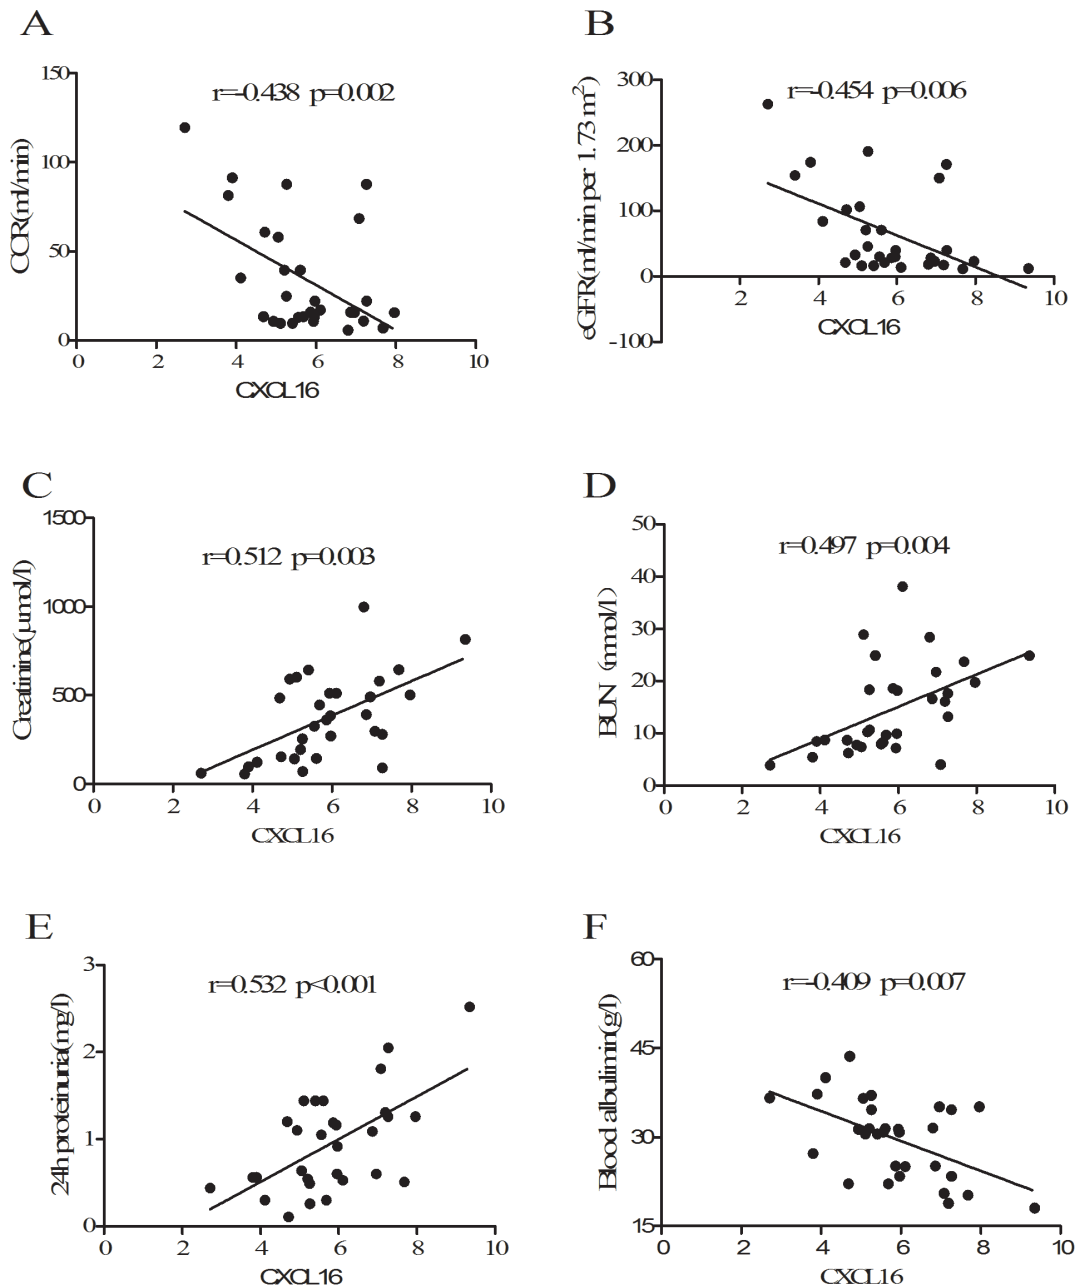 A
r=-0.438 p=0.002
CCR(ml/min)
150
100
50
0
0 2 4 6 8 10
CXCL16
B
r=-0.454 p=0.006
eGFR(ml/min per 1.73 m²)
300
200
100
0
-100
2 4 6 8 10
CXCL16
C
r=0.512 p=0.003
Creatinine(μmol/l)
1500
1000
500
0
0 2 4 6 8 10
CXCL16
D
r=0.497 p=0.004
BUN (mmol/l)
50
40
30
20
10
0
0 2 4 6 8 10
CXCL16
E
r=0.532 p<0.001
24h proteinuria(mg/l)
3
2
1
0
0 2 4 6 8 10
CXCL16
F
r=-0.409 p=0.007
Blood albulimin(g/l)
60
45
30
15
0 2 4 6 8 10
CXCL16